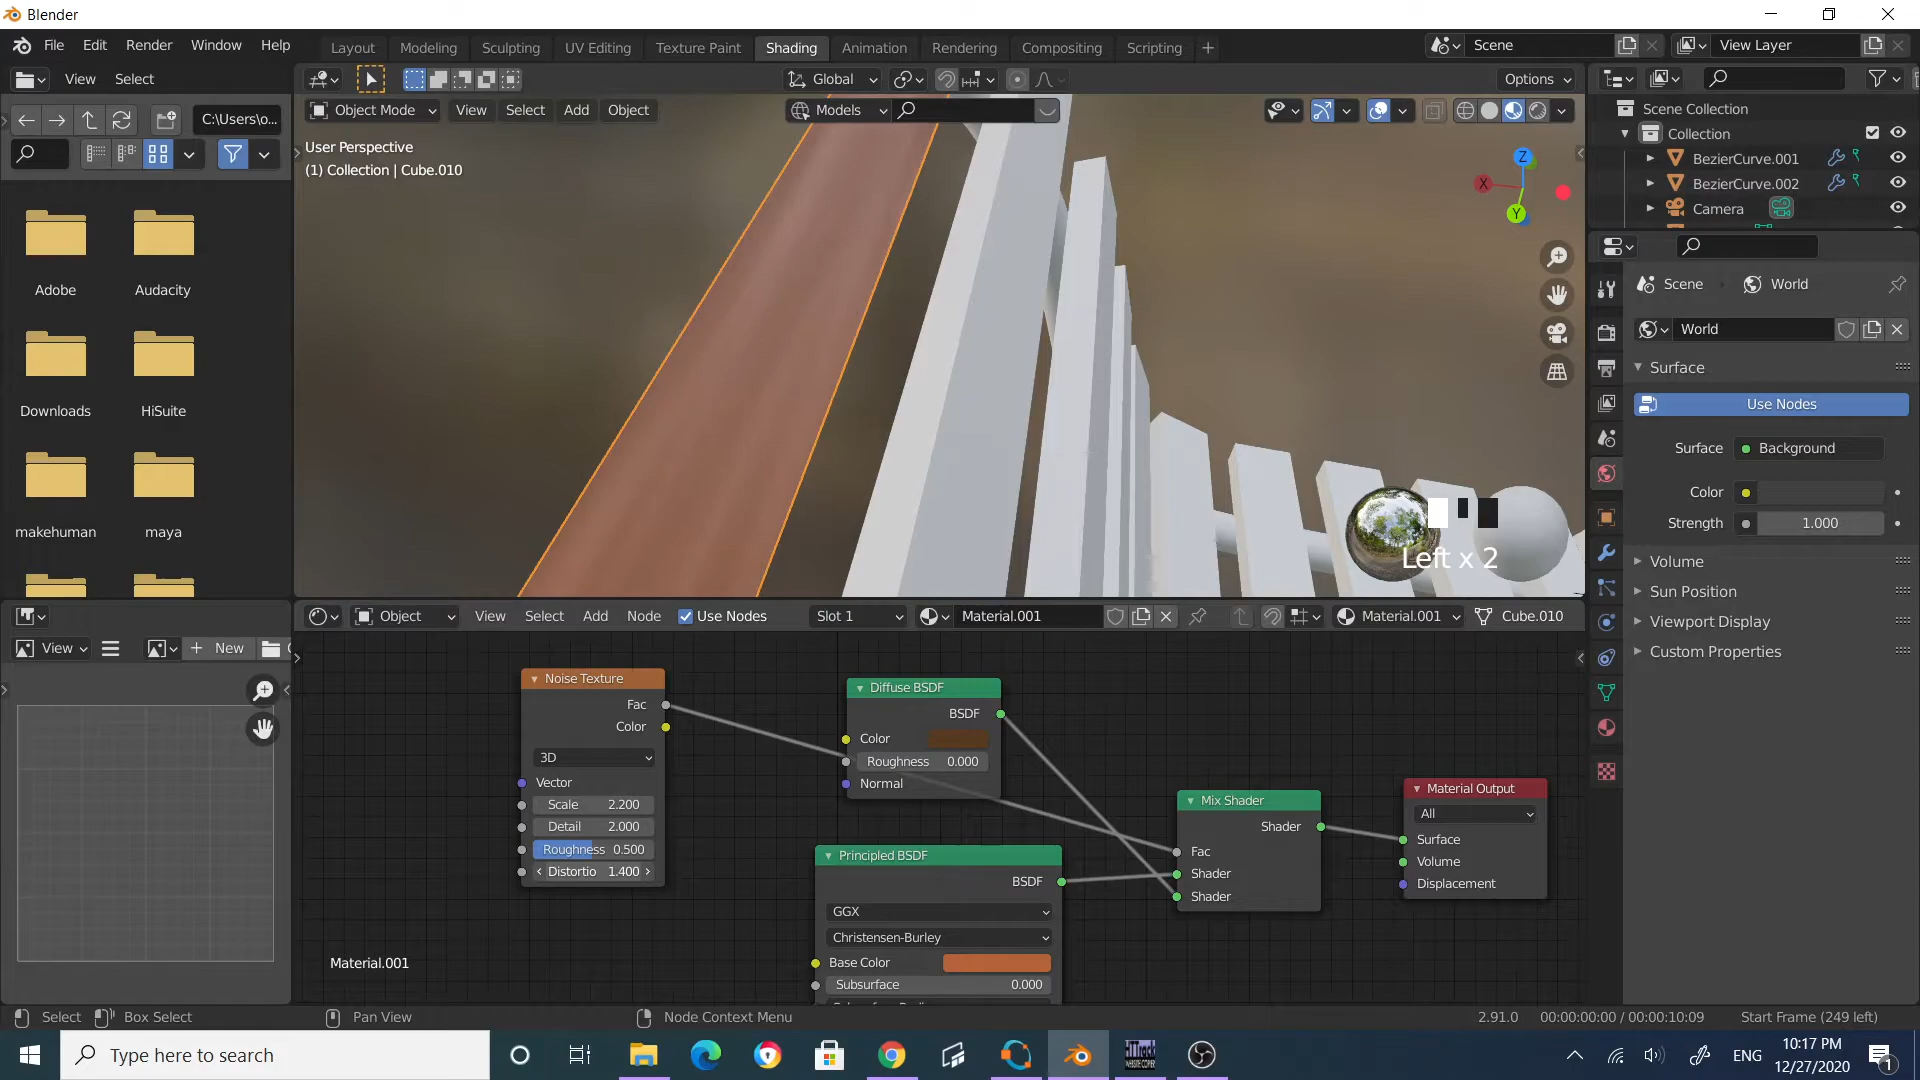 Blender
File Edit Render Window Help
Layout Modeling Sculpting UV Editing Texture Paint Shading Animation Rendering Compositing Scripting +
Scene
View Layer
View Select
Global
Options
C:\Users\o...
Object Mode View Select Add Object
Models
User Perspective
(1) Collection | Cube.010
Z
X
Y
Left x 2
Adobe
Audacity
Downloads
HiSuite
makehuman
maya
Scene Collection
Collection
BezierCurve.001
BezierCurve.002
Camera
Scene
World
World
Surface
Use Nodes
Surface Background
Color
Strength 1.000
Volume
Sun Position
Viewport Display
Custom Properties
View
New
Object View Select Add Node Use Nodes Slot 1 Material.001 Material.001 Cube.010
Noise Texture
Fac
Color
3D
Vector
Scale 2.200
Detail 2.000
Roughness 0.500
Distortio 1.400
Diffuse BSDF
BSDF
Color
Roughness 0.000
Normal
Principled BSDF
BSDF
GGX
Christensen-Burley
Base Color
Subsurface 0.000
Mix Shader
Shader
Fac
Shader
Shader
Material Output
All
Surface
Volume
Displacement
Material.001
Select Box Select Pan View Node Context Menu
2.91.0 00:00:00:00 / 00:00:10:09 Start Frame (249 left)
Type here to search
ENG
10:17 PM
12/27/2020
1